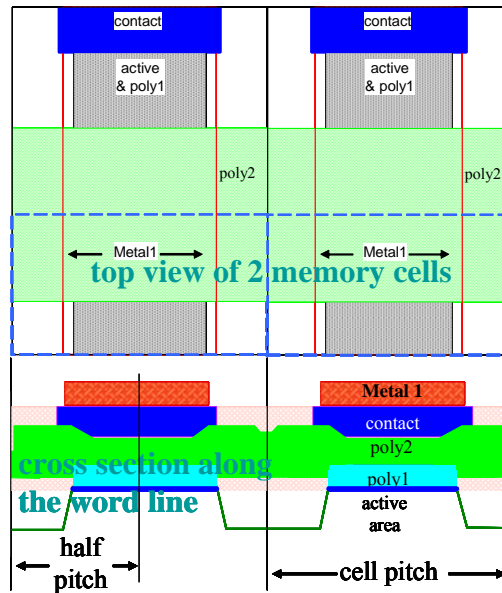 contact
contact
active
& poly1
active
& poly1
poly2
poly2
Metal1
Metal1
top view of 2 memory cells
Metal 1
contact
poly2
cross section along
the word line
poly1
active
area
half
pitch
cell pitch